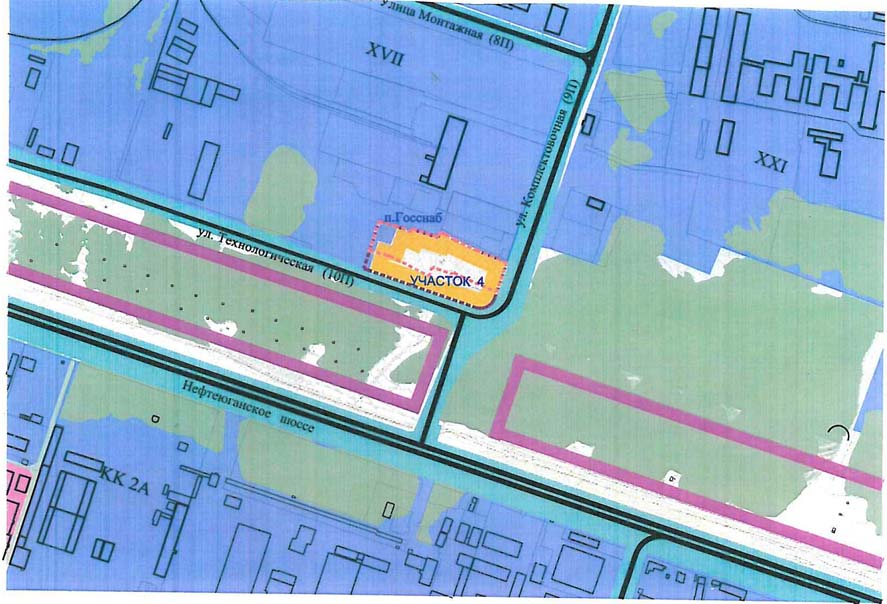 улица Монтажная (8П)
XVII
ул. Комплектовочная (9П)
XXI
п.Госснаб
ул. Технологическая (10П)
УЧАСТОК 4
Нефтеюганское шоссе
КК 2А